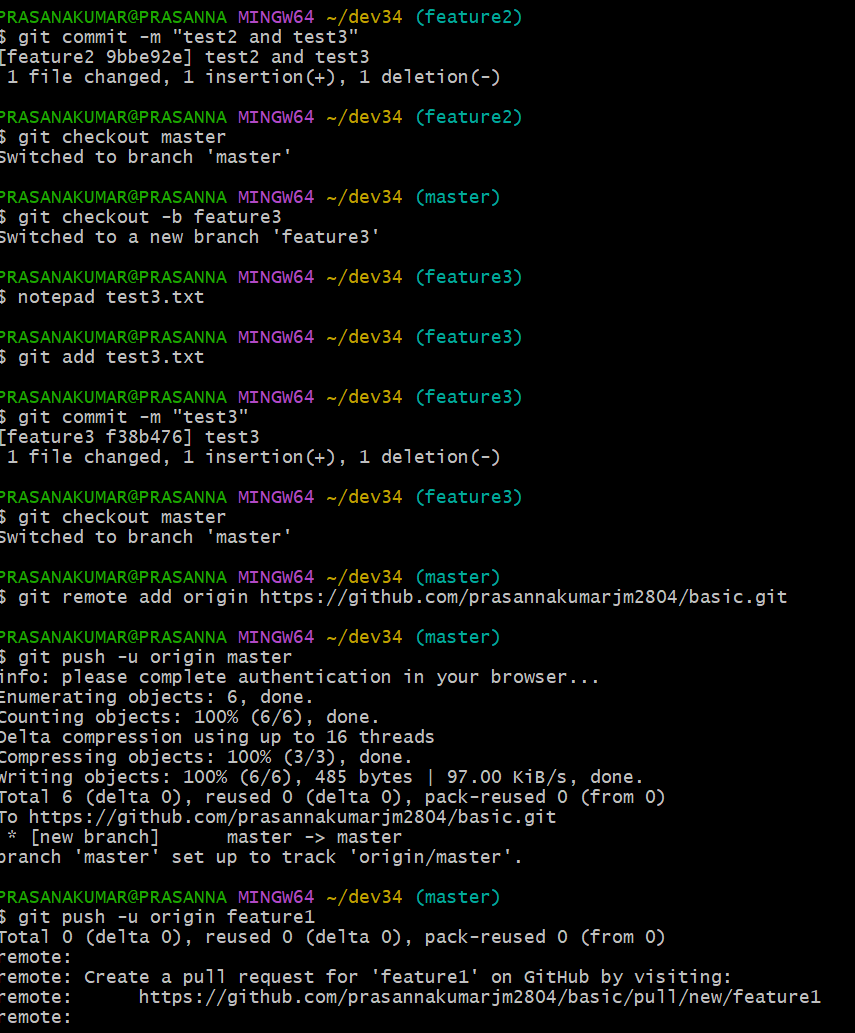 PRASANAKUMAR@PRASANNA MINGW64 ~/dev34 (feature2)
$ git commit -m "test2 and test3"
[feature2 9bbe92e] test2 and test3
 1 file changed, 1 insertion(+), 1 deletion(-)

PRASANAKUMAR@PRASANNA MINGW64 ~/dev34 (feature2)
$ git checkout master
Switched to branch 'master'

PRASANAKUMAR@PRASANNA MINGW64 ~/dev34 (master)
$ git checkout -b feature3
Switched to a new branch 'feature3'

PRASANAKUMAR@PRASANNA MINGW64 ~/dev34 (feature3)
$ notepad test3.txt

PRASANAKUMAR@PRASANNA MINGW64 ~/dev34 (feature3)
$ git add test3.txt

PRASANAKUMAR@PRASANNA MINGW64 ~/dev34 (feature3)
$ git commit -m "test3"
[feature3 f38b476] test3
 1 file changed, 1 insertion(+), 1 deletion(-)

PRASANAKUMAR@PRASANNA MINGW64 ~/dev34 (feature3)
$ git checkout master
Switched to branch 'master'

PRASANAKUMAR@PRASANNA MINGW64 ~/dev34 (master)
$ git remote add origin https://github.com/prasannakumarjm2804/basic.git

PRASANAKUMAR@PRASANNA MINGW64 ~/dev34 (master)
$ git push -u origin master
info: please complete authentication in your browser...
Enumerating objects: 6, done.
Counting objects: 100% (6/6), done.
Delta compression using up to 16 threads
Compressing objects: 100% (3/3), done.
Writing objects: 100% (6/6), 485 bytes | 97.00 KiB/s, done.
Total 6 (delta 0), reused 0 (delta 0), pack-reused 0 (from 0)
To https://github.com/prasannakumarjm2804/basic.git
 * [new branch]      master -> master
branch 'master' set up to track 'origin/master'.

PRASANAKUMAR@PRASANNA MINGW64 ~/dev34 (master)
$ git push -u origin feature1
Total 0 (delta 0), reused 0 (delta 0), pack-reused 0 (from 0)
remote:
remote: Create a pull request for 'feature1' on GitHub by visiting:
remote:      https://github.com/prasannakumarjm2804/basic/pull/new/feature1
remote: